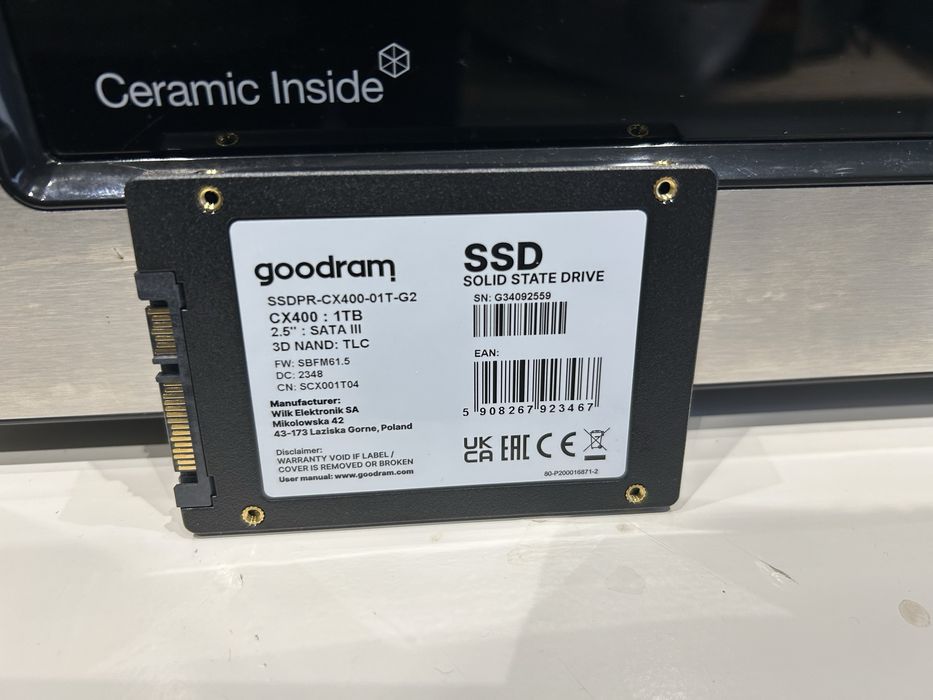 Ceramic Inside
goodram
SSDPR-CX400-01T-G2
CX400 : 1TB
2.5" : SATA III
3D NAND: TLC
FW: SBFM61.5
DC: 2348
CN: SCX001T04
Manufacturer:
Wilk Elektronik SA
Mikolowska 42
43-173 Laziska Gorne, Poland
Disclaimer:
WARRANTY VOID IF LABEL /
COVER IS REMOVED OR BROKEN
User manual: www.goodram.com
SSD
SOLID STATE DRIVE
SN: G34092559
EAN:
5 908267 923467
UK
CA EAC CE
80-P200016871-2